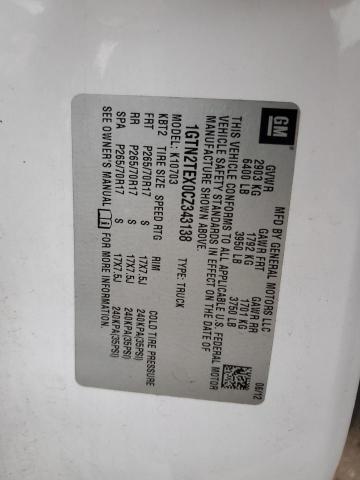 GM
MFD BY GENERAL MOTORS LLC 06/12
GVWR GAWR FRT GAWR RR
2903 KG 1792 KG 1701 KG
6400 LB 3950 LB 3750 LB
THIS VEHICLE CONFORMS TO ALL APPLICABLE U.S. FEDERAL MOTOR
VEHICLE SAFETY STANDARDS IN EFFECT ON THE DATE OF
MANUFACTURE SHOWN ABOVE.
1GTN2TEX0CZ343138 TYPE: TRUCK
MODEL: K11703
KBT2 TIRE SIZE SPEED RTG RIM COLD TIRE PRESSURE
FRT P265/70R17 S 17X7.5J 240KPA(35PSI)
RR P265/70R17 S 17X7.5J 240KPA(35PSI)
SPA P265/70R17 S 17X7.5J 240KPA(35PSI)
SEE OWNER'S MANUAL FOR MORE INFORMATION.